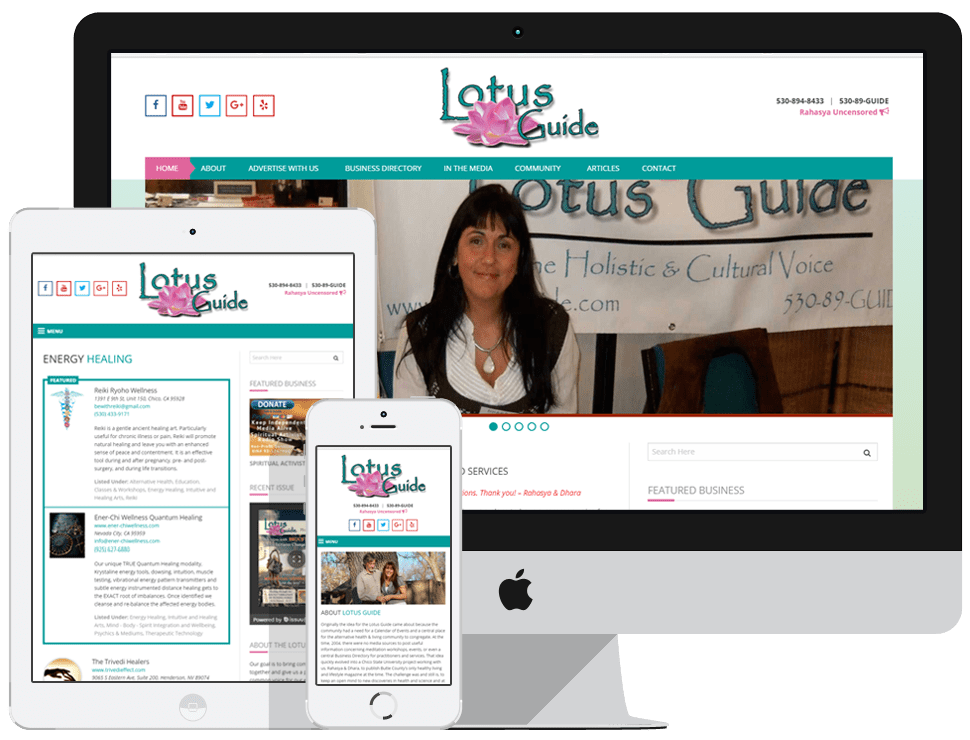 Lotus
Guide
530-894-8433 | 530-89-GUIDE
Rahasya Uncensored
HOME ABOUT ADVERTISE WITH US BUSINESS DIRECTORY IN THE MEDIA COMMUNITY ARTICLES CONTACT
Lotus Guide
ne Holistic & Cultural Voice
www. de.com 530-89-GUID
Search Here
D SERVICES
FEATURED BUSINESS
ions. Thank you! ~ Rahasya & Dhara
Lotus
Guide
530-894-8433 | 530-89-GUIDE
Rahasya Uncensored
MENU
ENERGY HEALING
FEATURED
Reiki Ryoho Wellness
1391 E 9th St, Unit 150, Chico, CA 95928
bewithreiki@gmail.com
(530) 433-9171
Reiki is a gentle ancient healing art. Particularly
useful for chronic illness or pain, Reiki will promote
natural healing and leave you with an enhanced
sense of peace and contentment. It is an effective
tool during and after pregnancy, pre- and post-
surgery, and during life transitions.
Listed Under: Alternative Health, Education,
Classes & Workshops, Energy Healing, Intuitive and
Healing Arts, Reiki
Ener-Chi Wellness Quantum Healing
www.ener-chiwellness.com
Nevada City, CA 95959
info@ener-chiwellness.com
(925) 627-6880
Our unique TRUE Quantum Healing modality,
Krystaline energy tools, dowsing, intuition, muscle
testing, vibrational energy pattern transmitters and
subtle energy instrumented distance healing gets to
the EXACT root of imbalances. Once identified we
cleanse and re-balance the affected energy bodies.
Listed Under: Energy Healing, Intuitive and Healing
Arts, Mind - Body - Spirit Integration and Wellbeing,
Psychics & Mediums, Therapeutic Technology
The Trivedi Healers
www.trivedieffect.com
9065 S Eastern Ave, Suite 200, Henderson, NV 89074
Search Here
FEATURED BUSINESS
DONATE
Keep Independen
Media Alive
Spiritual Activist
Radio Show
SPIRITUAL ACTIVIST
RECENT ISSUE
Lotus
Guide
Powered by
ABOUT THE LOTU
Our goal is to bring com
together and give us a
Lotus
Guide
530-894-8433 | 530-89-GUIDE
Rahasya Uncensored
MENU
ABOUT LOTUS GUIDE
Originally the idea for the Lotus Guide came about because the
community had a need for a Calendar of Events and a central place
for the alternative health & living community to congregate. At the
time, 2004, there were no media sources to post useful
information concerning meditation workshops, events, or even a
central Business Directory for practitioners and services. That idea
quickly evolved into a Chico State University project working with
us, Rahasya & Dhara, to publish Butte County's only healthy living
and lifestyle magazine at the time. The challenge was and still is, to
keep an open mind to new discoveries in health and science and at